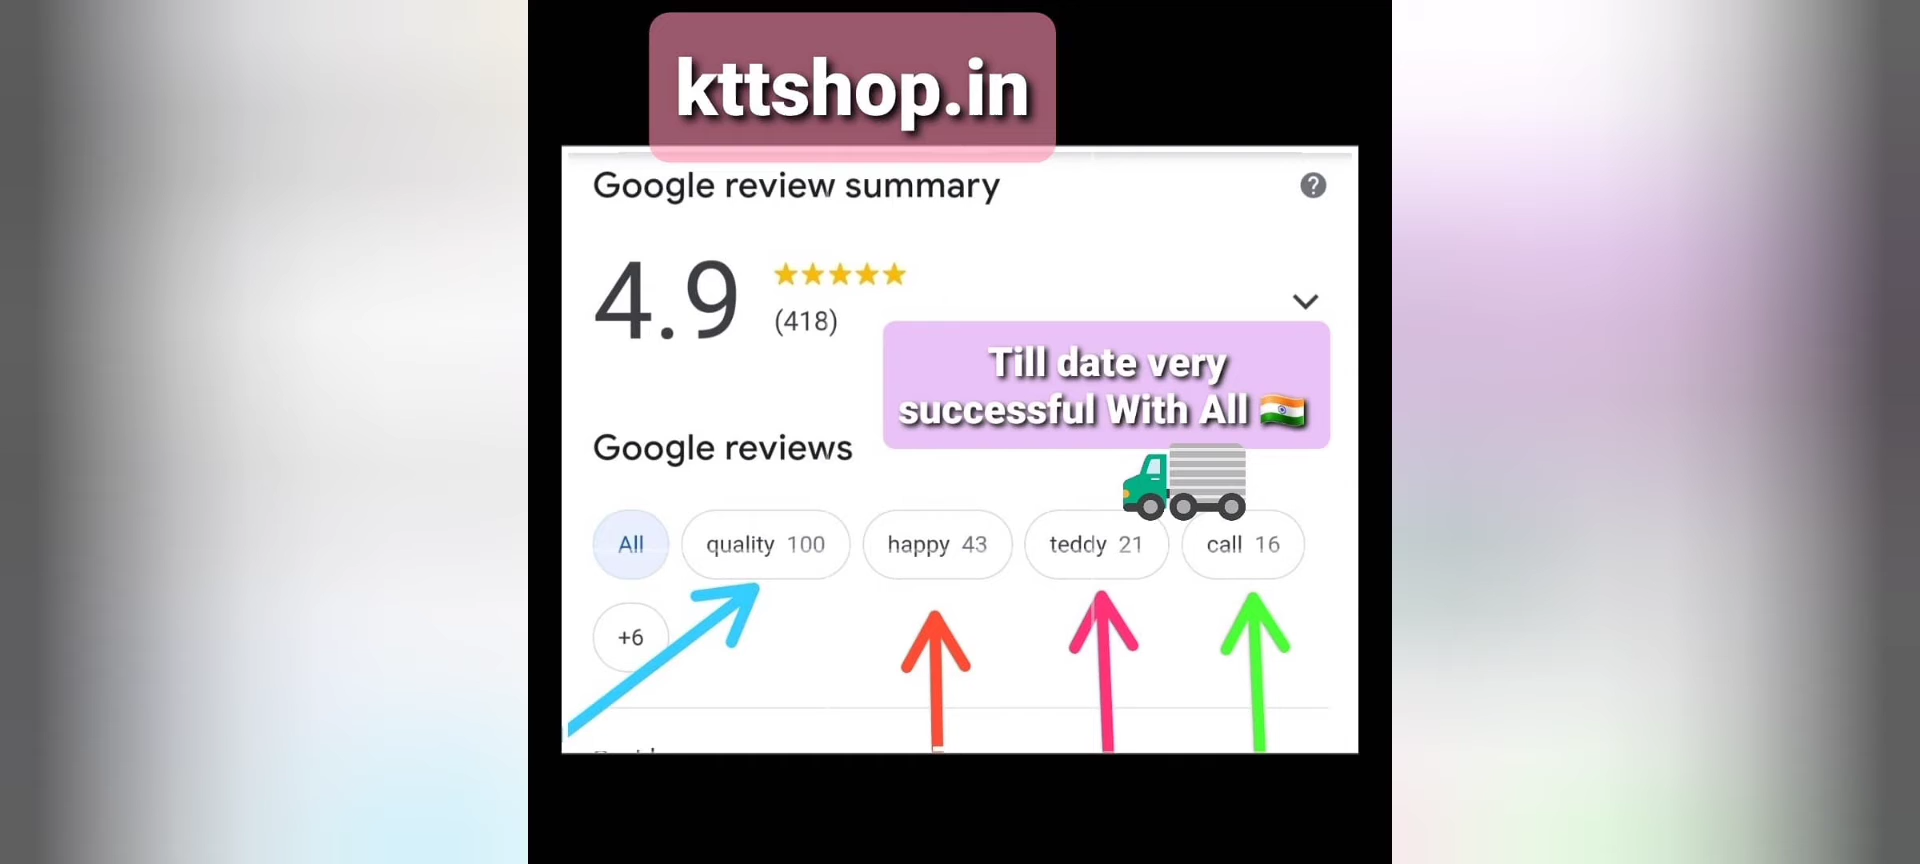 kttshop.in
Google review summary
4.9
(418)
Till date very
successful With All 🇮🇳
Google reviews
All
quality 100
happy 43
teddy 21
call 16
+6